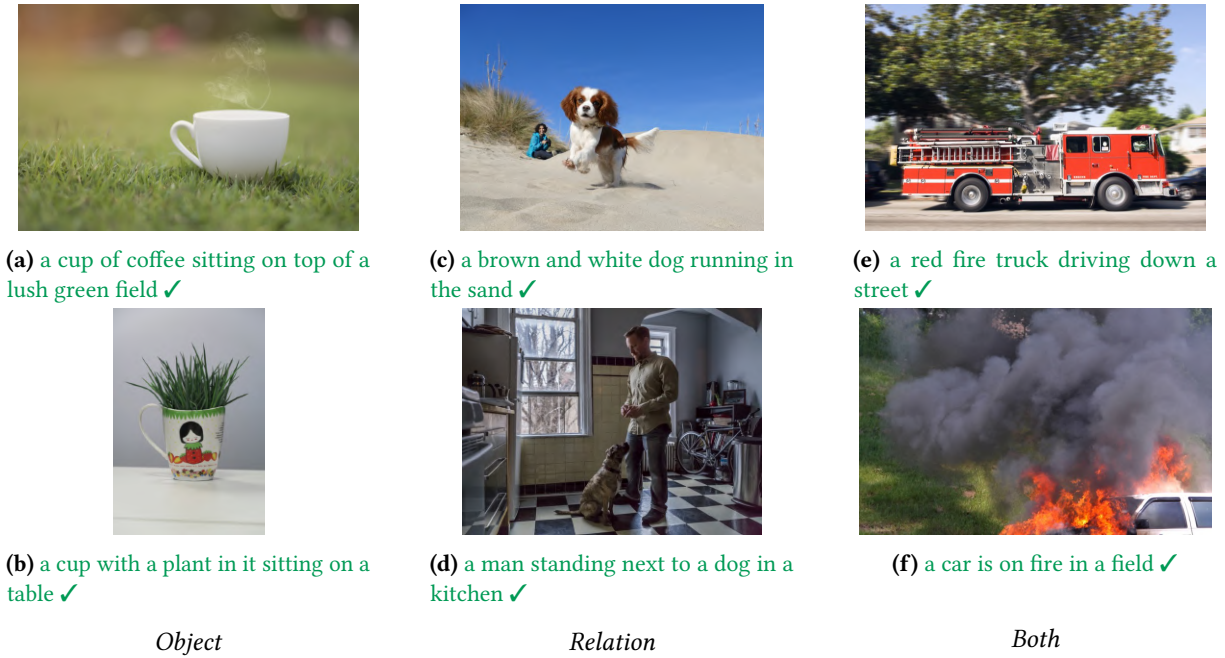 (a) a cup of coffee sitting on top of a
lush green field ✓
(c) a brown and white dog running in
the sand ✓
(e) a red fire truck driving down a
street ✓
(b) a cup with a plant in it sitting on a
table ✓
(d) a man standing next to a dog in a
kitchen ✓
(f) a car is on fire in a field ✓
Object
Relation
Both